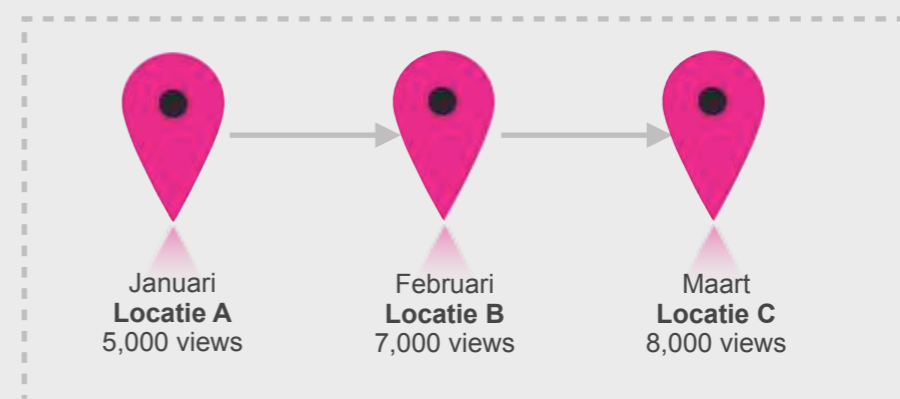 Januari
Locatie A
5,000 views
Februari
Locatie B
7,000 views
Maart
Locatie C
8,000 views